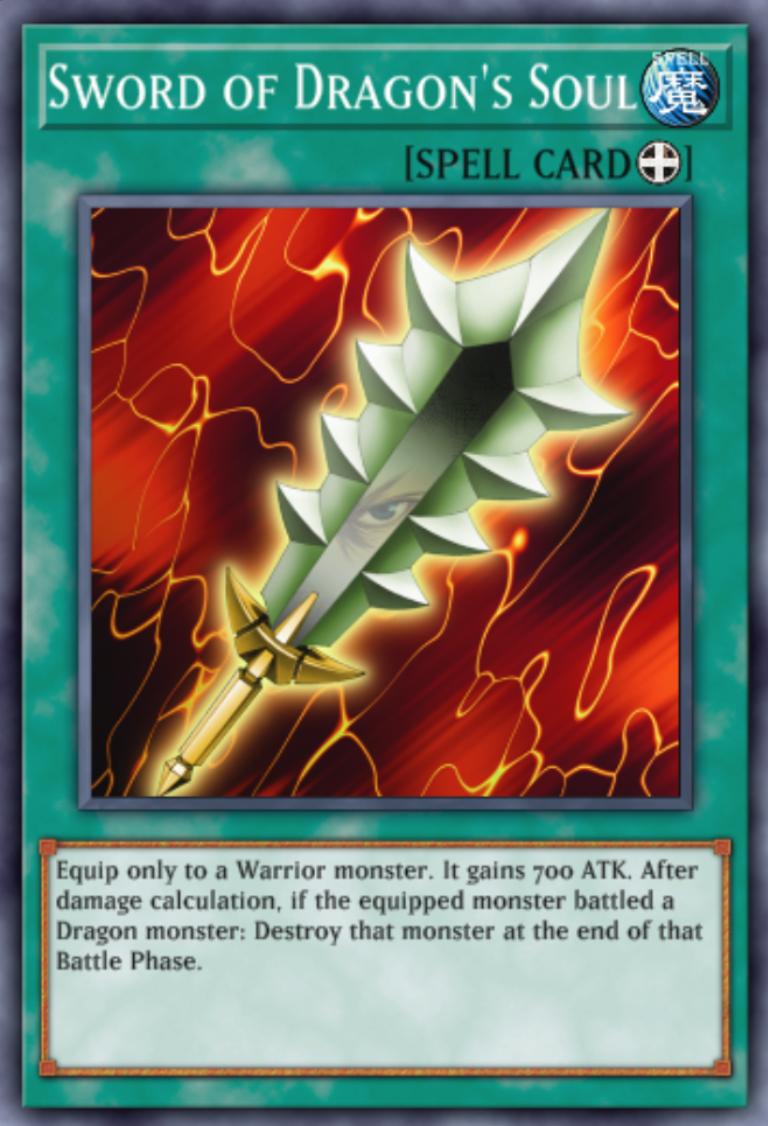 SWORD OF DRAGON'S SOUL
SPELL
魔
[SPELL CARD]
Equip only to a Warrior monster. It gains 700 ATK. After
damage calculation, if the equipped monster battled a
Dragon monster: Destroy that monster at the end of that
Battle Phase.